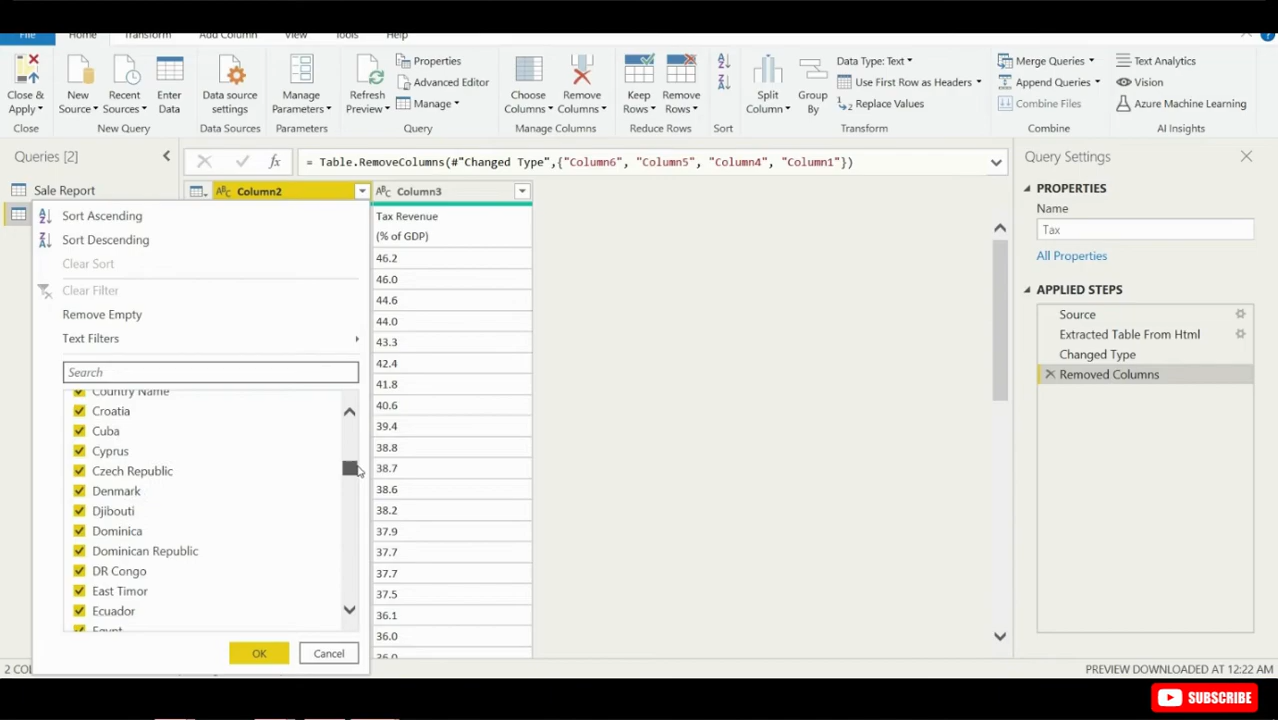 File Home Transform Add Column View Tools Help
Close & Apply
New Source
Recent Sources
Enter Data
Data source settings
Manage Parameters
Refresh Preview
Properties
Advanced Editor
Manage
Choose Columns
Remove Columns
Keep Rows
Remove Rows
Split Column
Group By
Data Type: Text
Use First Row as Headers
Replace Values
Merge Queries
Append Queries
Combine Files
Text Analytics
Vision
Azure Machine Learning
Close New Query Data Sources Parameters Query Manage Columns Reduce Rows Sort Transform Combine AI Insights
Queries [2]
= Table.RemoveColumns(#"Changed Type",{"Column6", "Column5", "Column4", "Column1"})
Sale Report
Column2 Column3
Sort Ascending
Sort Descending
Clear Sort
Clear Filter
Remove Empty
Text Filters
Search
Country Name
Croatia
Cuba
Cyprus
Czech Republic
Denmark
Djibouti
Dominica
Dominican Republic
DR Congo
East Timor
Ecuador
Egypt
OK Cancel
Tax Revenue
(% of GDP)
46.2
46.0
44.6
44.0
43.3
42.4
41.8
40.6
39.4
38.8
38.7
38.6
38.2
37.9
37.7
37.7
37.5
36.1
36.0
36.0
Query Settings
PROPERTIES
Name
Tax
All Properties
APPLIED STEPS
Source
Extracted Table From Html
Changed Type
Removed Columns
2 COL
PREVIEW DOWNLOADED AT 12:22 AM
SUBSCRIBE